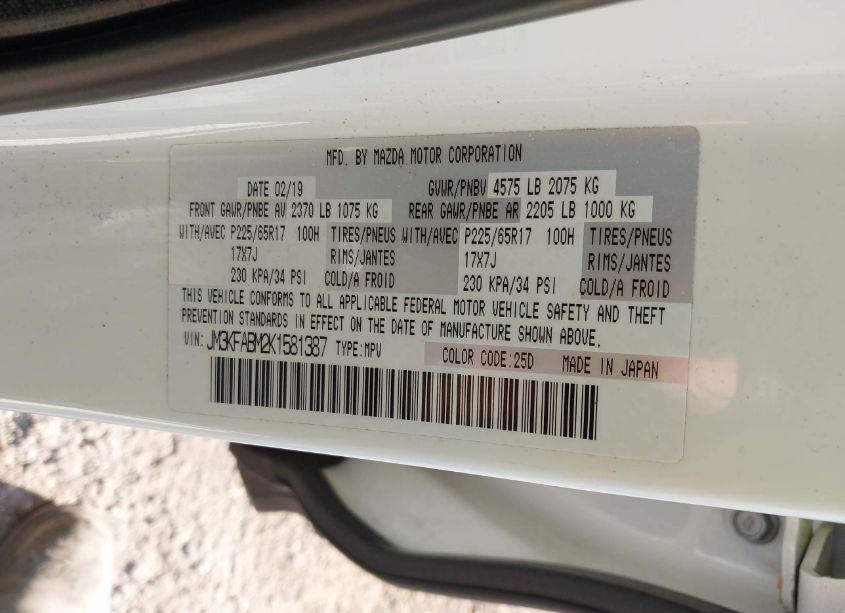 MFD. BY MAZDA MOTOR CORPORATION
DATE 02/19 GVWR/PNBV 4575 LB 2075 KG
FRONT GAWR/PNBE AV 2370 LB 1075 KG REAR GAWR/PNBE AR 2205 LB 1000 KG
WITH/AVEC P225/65R17 100H TIRES/PNEUS WITH/AVEC P225/65R17 100H TIRES/PNEUS
17X7J RIMS/JANTES 17X7J RIMS/JANTES
230 KPA/34 PSI COLD/A FROID 230 KPA/34 PSI COLD/A FROID
THIS VEHICLE CONFORMS TO ALL APPLICABLE FEDERAL MOTOR VEHICLE SAFETY AND THEFT
PREVENTION STANDARDS IN EFFECT ON THE DATE OF MANUFACTURE SHOWN ABOVE.
VIN: JM3KFABM2K1581387 TYPE:MPV COLOR CODE:25D MADE IN JAPAN